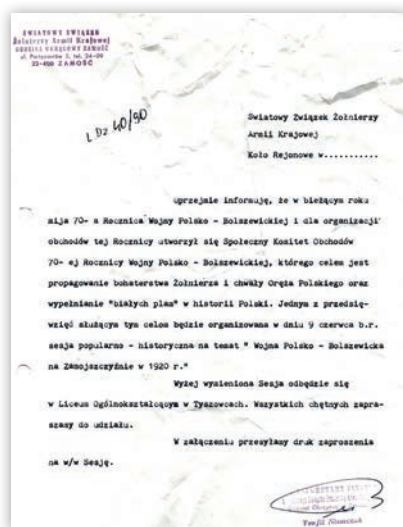 ŚWIATOWY ZWIĄZEK
Żołnierzy Armii Krajowej
OKRĘG ZAMOŚĆ
ul. Partyzantów 3, tel. 24-20
22-400 ZAMOŚĆ
L Dz 40/90
Światowy Związek Żołnierzy
Armii Krajowej
Koło Rejonowe w...........
Uprzejmie informuję, że w bieżącym roku
mija 70- a Rocznica Wojny Polsko - Bolszewickiej i dla organizacji
obchodów tej Rocznicy utworzył się Społeczny Komitet Obchodów
70- ej Rocznicy Wojny Polsko - Bolszewickiej, którego celem jest
propagowanie bohaterstwa Żołnierza i chwały Oręża Polskiego oraz
wypełnianie "białych plam" w historii Polski. Jednym z przedsię-
wzięć służącym tym celom będzie organizowana w dniu 9 czerwca b.r.
sesja popularno - historyczna na temat " Wojna Polsko - Bolszewicka
na Zamojszczyźnie w 1920 r."
Wyżej wymieniona Sesja odbędzie się
w Liceum Ogólnokształcącym w Tyszowcach. Wszystkich chętnych zapra-
szamy do udziału.
W załączeniu przesyłamy druk zaproszenia
na w/w Sesję.
Teofil Niemczuk